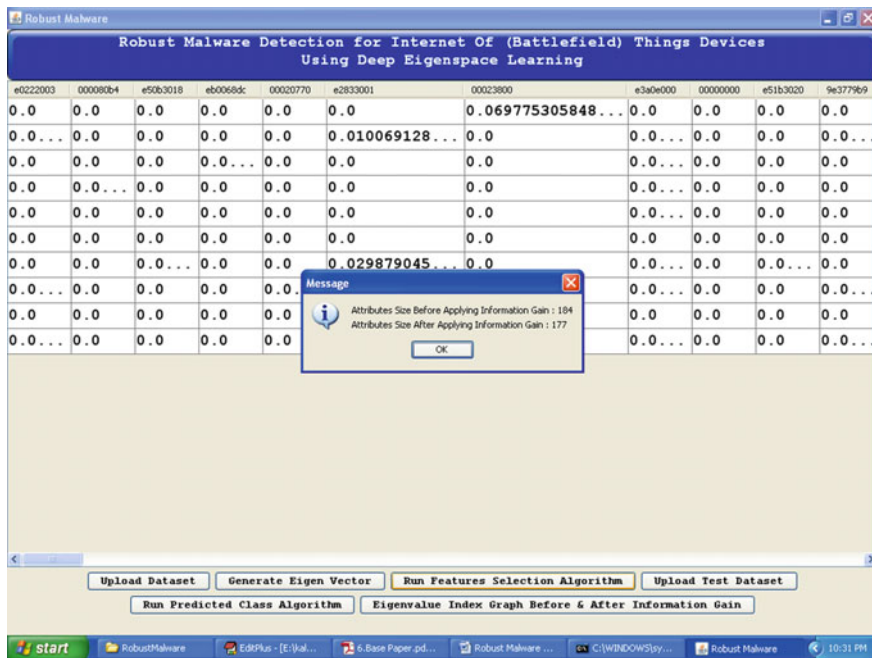 Robust Malware
Robust Malware Detection for Internet Of (Battlefield) Things Devices
Using Deep Eigenspace Learning
e0222003 000080b4 e50b3018 eb0068dc 00020770 e2833001 00023800 e3a0e000 00000000 e51b3020 9e3779b9
0.0 0.0 0.0 0.0 0.0 0.0 0.069775305848... 0.0 0.0 0.0 0.0
0.0... 0.0 0.0 0.0 0.0 0.010069128... 0.0 0.0... 0.0 0.0 0.0..
0.0 0.0 0.0 0.0... 0.0 0.0 0.0 0.0... 0.0 0.0 0.0
0.0 0.0... 0.0 0.0 0.0 0.0 0.0 0.0... 0.0 0.0 0.0
0.0 0.0 0.0 0.0 0.0 0.0 0.0 0.0... 0.0 0.0 0.0
0.0 0.0 0.0 0.0 0.0 0.0 0.0 0.0 0.0 0.0 0.0
0.0 0.0 0.0... 0.0 0.0 0.029879045... 0.0 0.0... 0.0 0.0... 0.0
0.0... 0.0 0.0 0.0 0.0. 0.0... 0.0 0.0 0.0..
0.0 0.0 0.0 0.0 0.0 0.0 0.0 0.0 0.0
0.0... 0.0 0.0 0.0 0.0 0.0... 0.0 0.0 0.0..
Message
Attributes Size Before Applying Information Gain : 184
Attributes Size After Applying Information Gain : 177
OK
Upload Dataset Generate Eigen Vector Run Features Selection Algorithm Upload Test Dataset
Run Predicted Class Algorithm Eigenvalue Index Graph Before & After Information Gain
start RobustMalware EditPlus - [E:\kal... 6.Base Paper.pd... Robust Malware ... C:\WINDOWS\sy... Robust Malware 10:31 PM